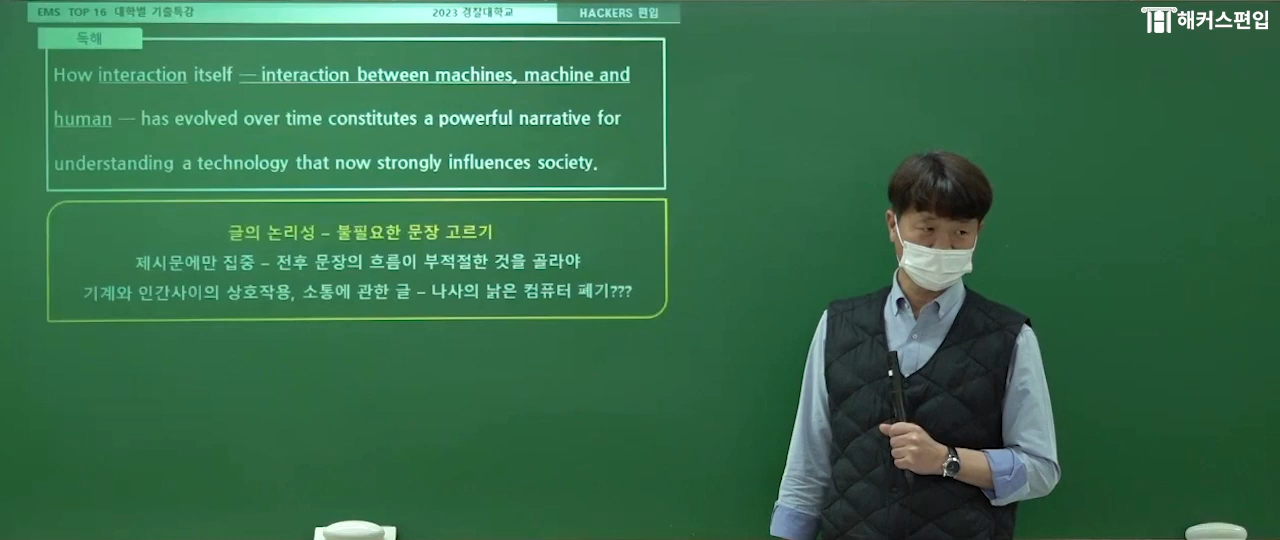 EMS TOP 16 대학별 기출특강 2023 경찰대학교 HACKERS 편입
해커스편입
독해
How interaction itself — interaction between machines, machine and
human — has evolved over time constitutes a powerful narrative for
understanding a technology that now strongly influences society.
글의 논리성 – 불필요한 문장 고르기
제시문에만 집중 – 전후 문장의 흐름이 부적절한 것을 골라야
기계와 인간사이의 상호작용, 소통에 관한 글 – 나사의 낡은 컴퓨터 폐기???